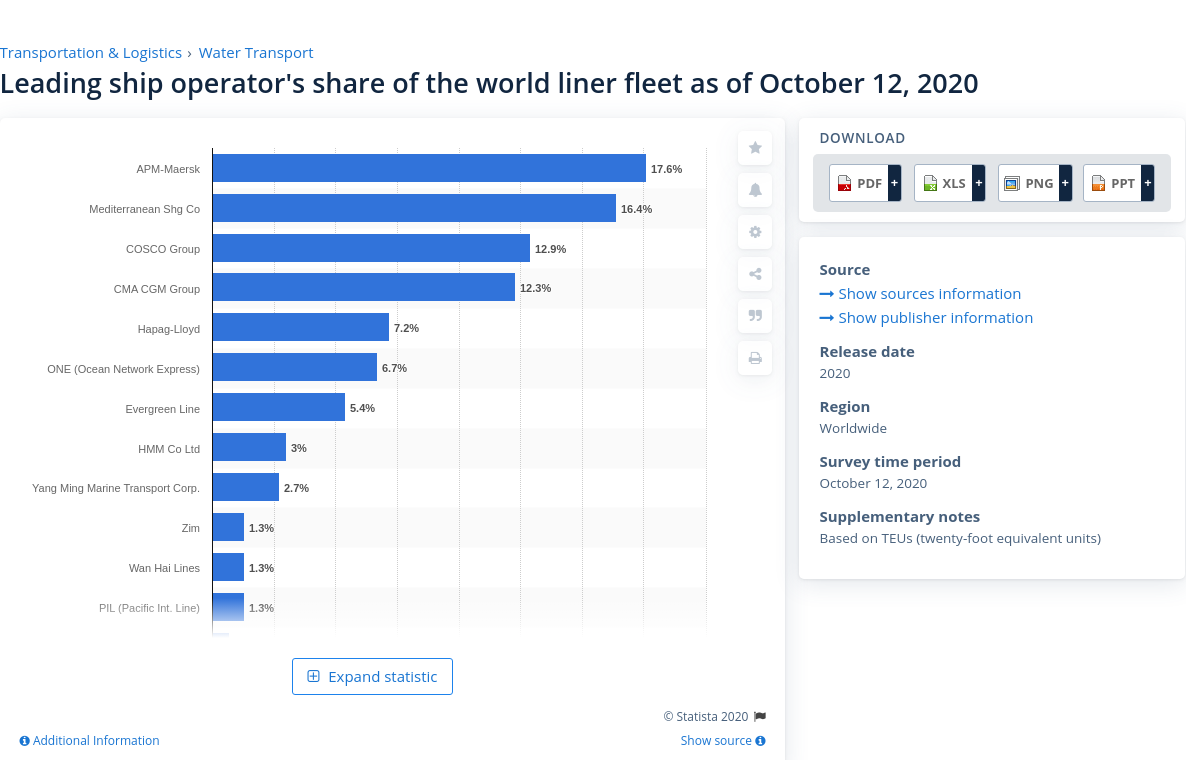 Transportation & Logistics › Water Transport
Leading ship operator's share of the world liner fleet as of October 12, 2020
APM-Maersk 17.6%
Mediterranean Shg Co 16.4%
COSCO Group 12.9%
CMA CGM Group 12.3%
Hapag-Lloyd 7.2%
ONE (Ocean Network Express) 6.7%
Evergreen Line 5.4%
HMM Co Ltd 3%
Yang Ming Marine Transport Corp. 2.7%
Zim 1.3%
Wan Hai Lines 1.3%
PIL (Pacific Int. Line) 1.3%
Expand statistic
© Statista 2020
Additional Information
Show source
DOWNLOAD
PDF + XLS + PNG + PPT +
Source
Show sources information
Show publisher information
Release date
2020
Region
Worldwide
Survey time period
October 12, 2020
Supplementary notes
Based on TEUs (twenty-foot equivalent units)